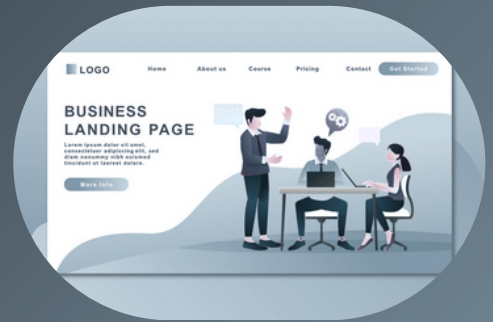 LOGO
Home
About us
Course
Pricing
Contact
Get Started
BUSINESS
LANDING PAGE
Lorem ipsum dolor sit amet,
consectetuer adipiscing elit, sed
diam nonummy nibh euismod
tincidunt ut laoreet dolore.
More Info